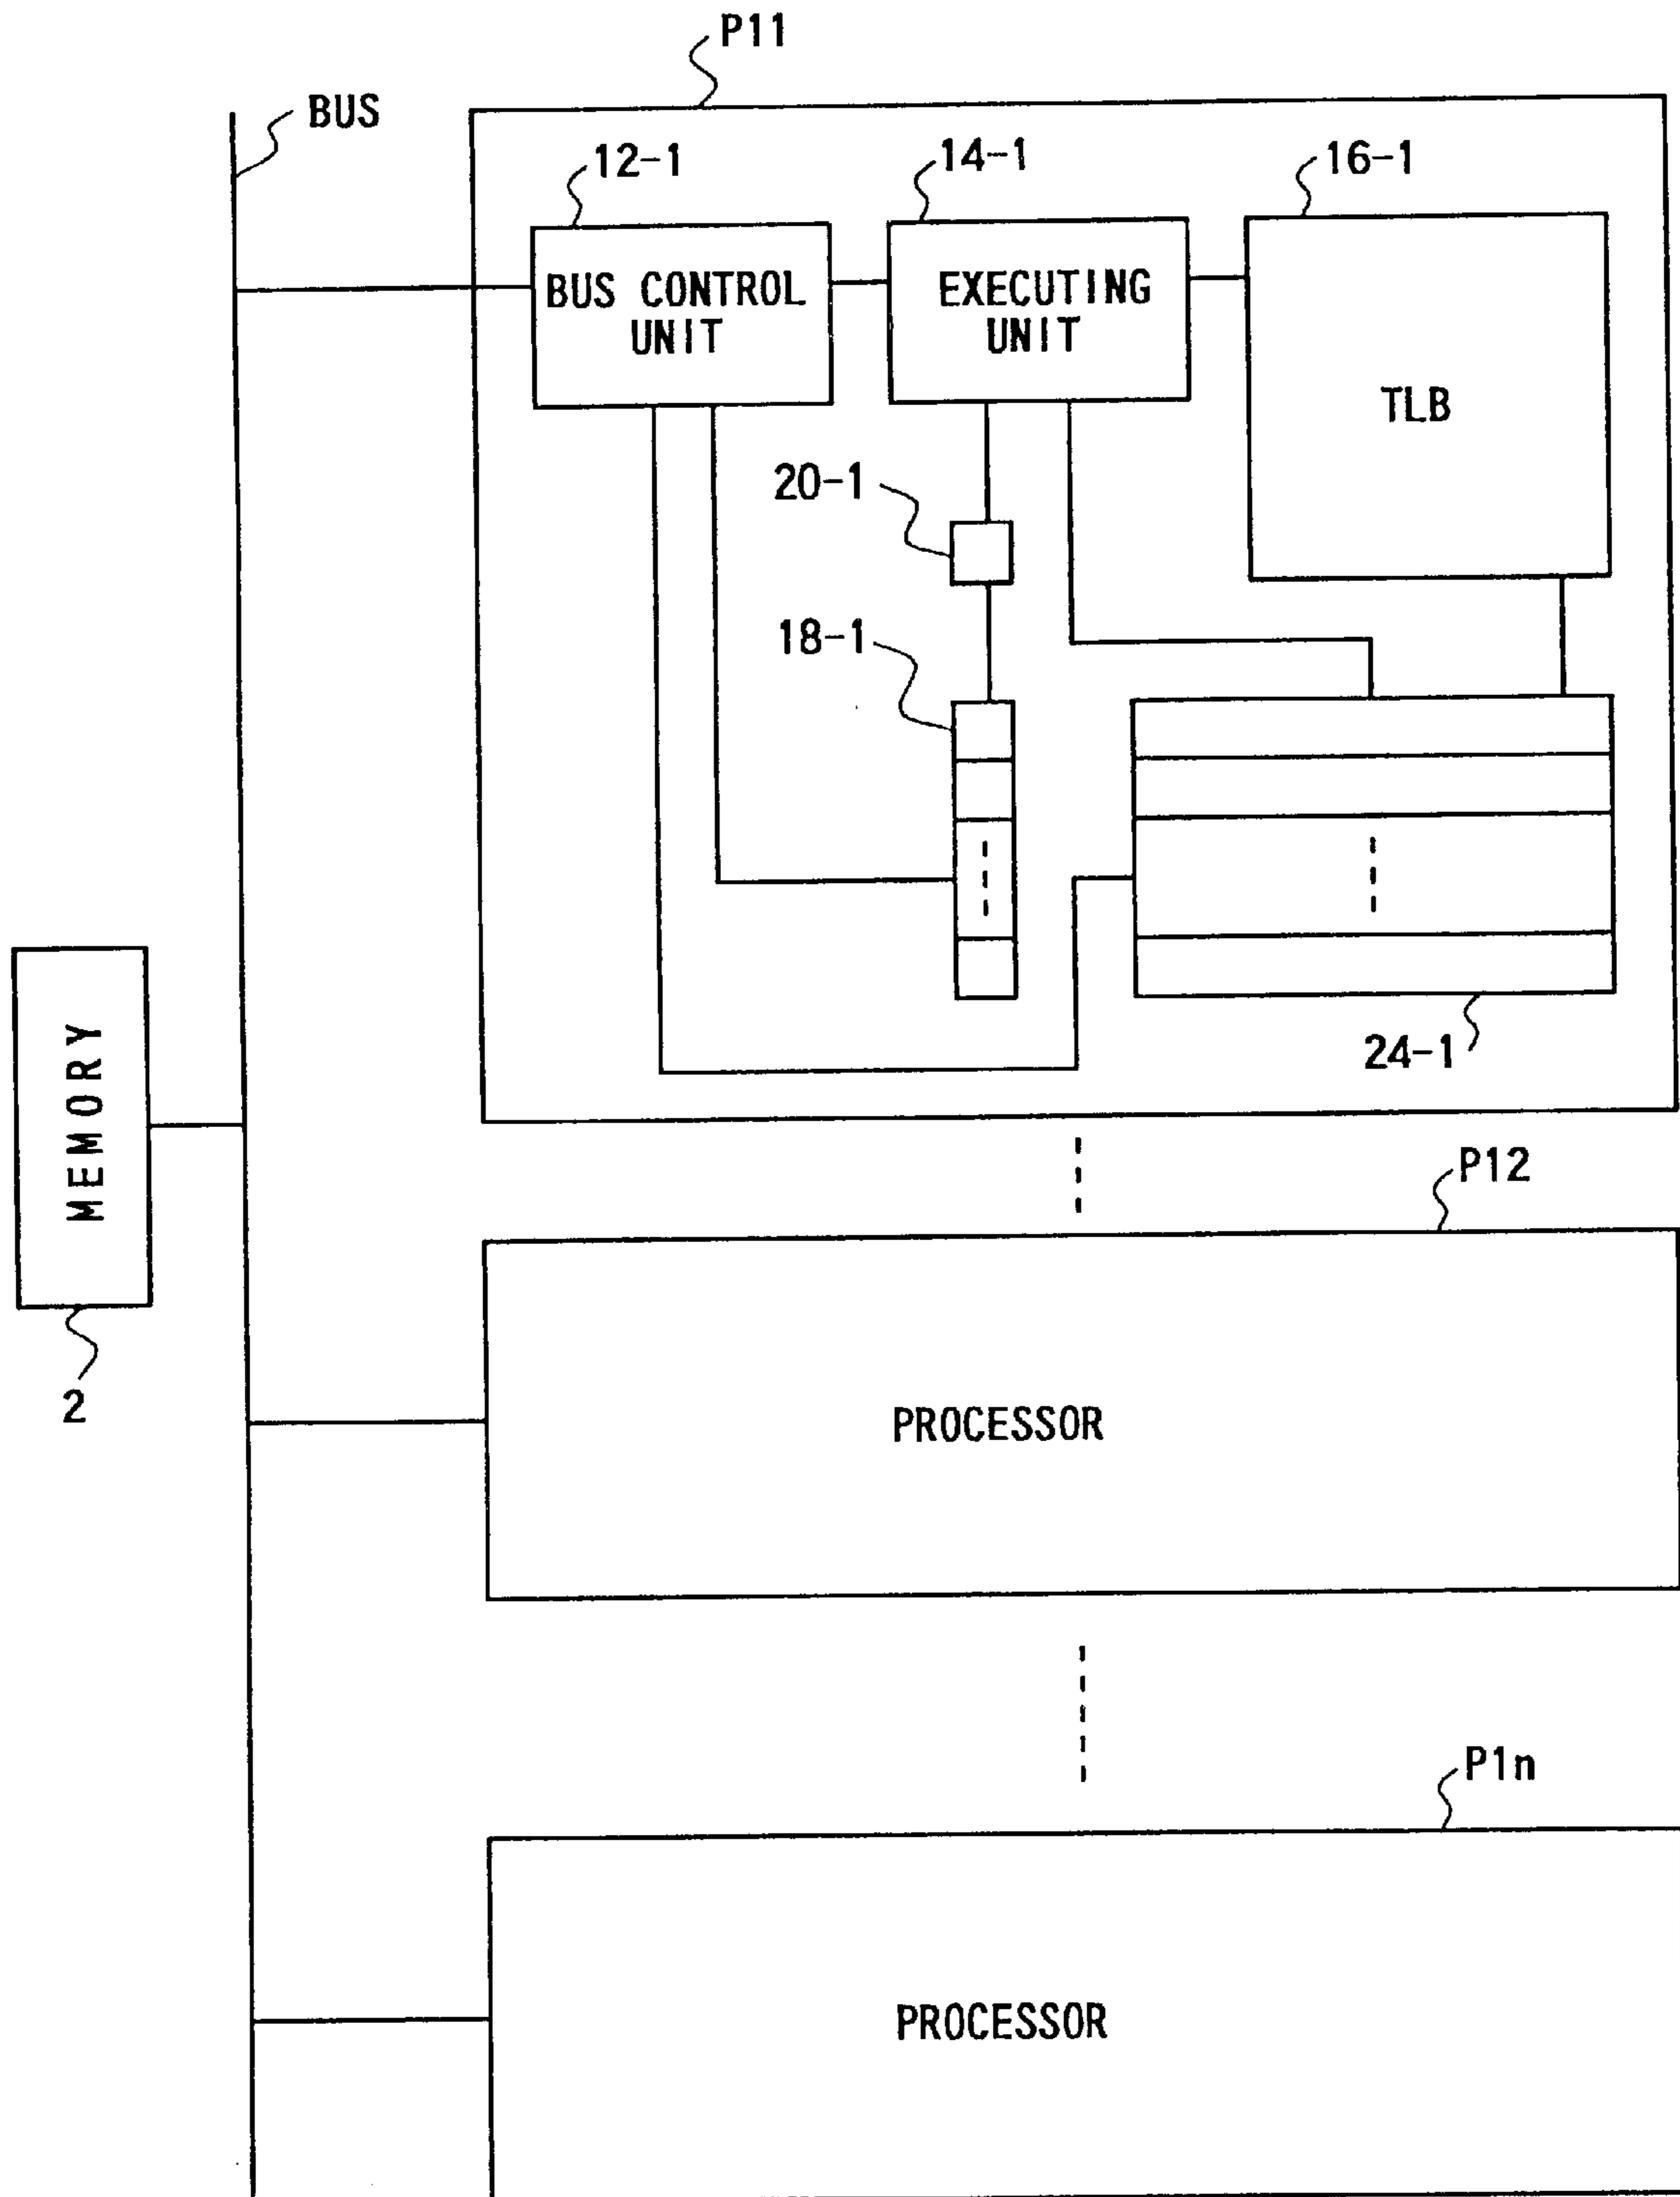 P11
BUS
12-1
14-1
16-1
BUS CONTROL
UNIT
EXECUTING
UNIT
TLB
20-1
18-1
24-1
MEMORY
2
P12
PROCESSOR
P1n
PROCESSOR